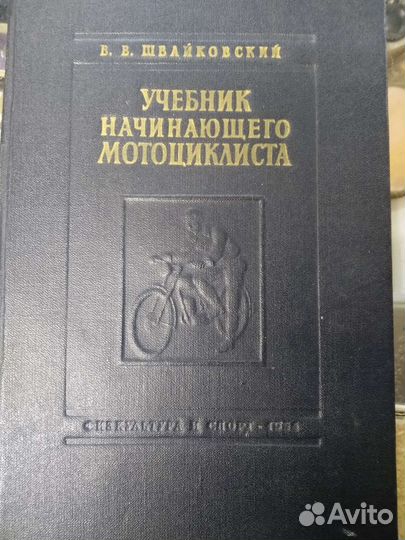 В. В. ШВАЙКОВСКИЙ
УЧЕБНИК
НАЧИНАЮЩЕГО
МОТОЦИКЛИСТА
ФИЗКУЛЬТУРА И СПОРТ -
Avito